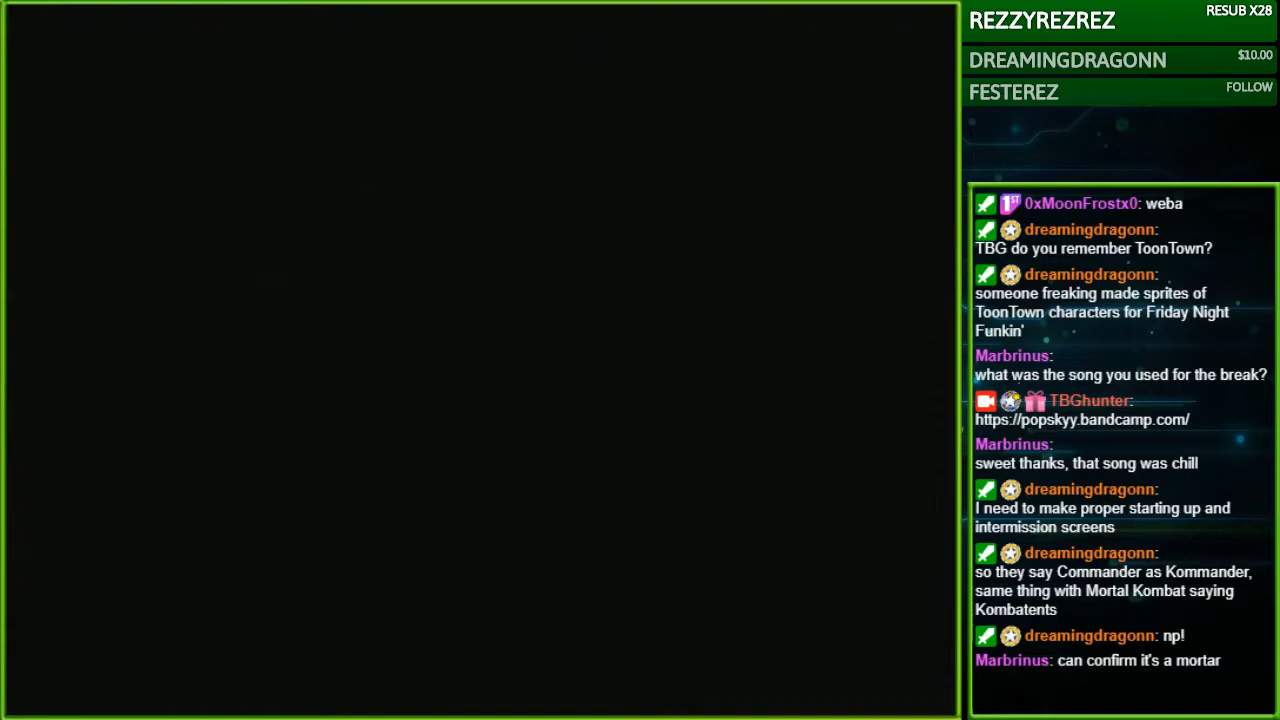 REZZYREZREZ RESUB X28
DREAMINGDRAGONN $10.00
FESTEREZ FOLLOW
1ST 0xMoonFrostx0: weba
dreamingdragonn:
TBG do you remember ToonTown?
dreamingdragonn:
someone freaking made sprites of
ToonTown characters for Friday Night
Funkin'
Marbrinus:
what was the song you used for the break?
TBGhunter:
https://popskyy.bandcamp.com/
Marbrinus:
sweet thanks, that song was chill
dreamingdragonn:
I need to make proper starting up and
intermission screens
dreamingdragonn:
so they say Commander as Kommander,
same thing with Mortal Kombat saying
Kombatents
dreamingdragonn: np!
Marbrinus: can confirm it's a mortar